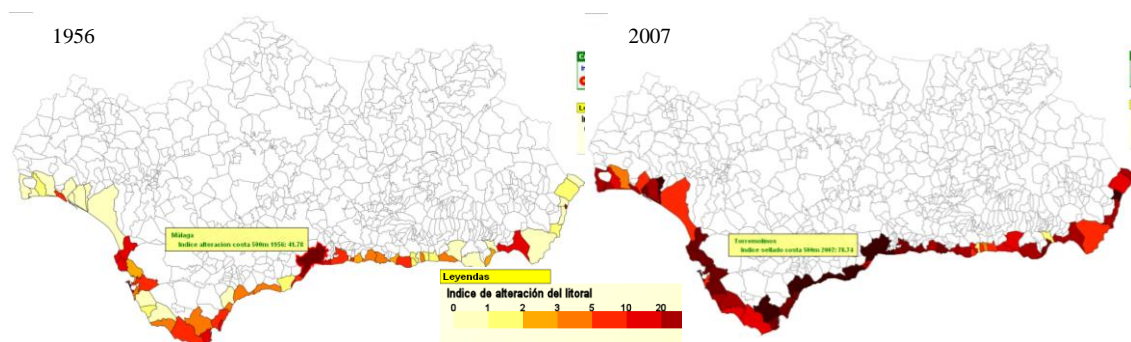 1956
2007
Málaga
Indice alteracion costa 500m 1956: 41.78
Torremolinos
Indice sellado costa 500m 2007: 78.74
Leyendas
Indice de alteración del litoral
0 1 2 3 5 10 20